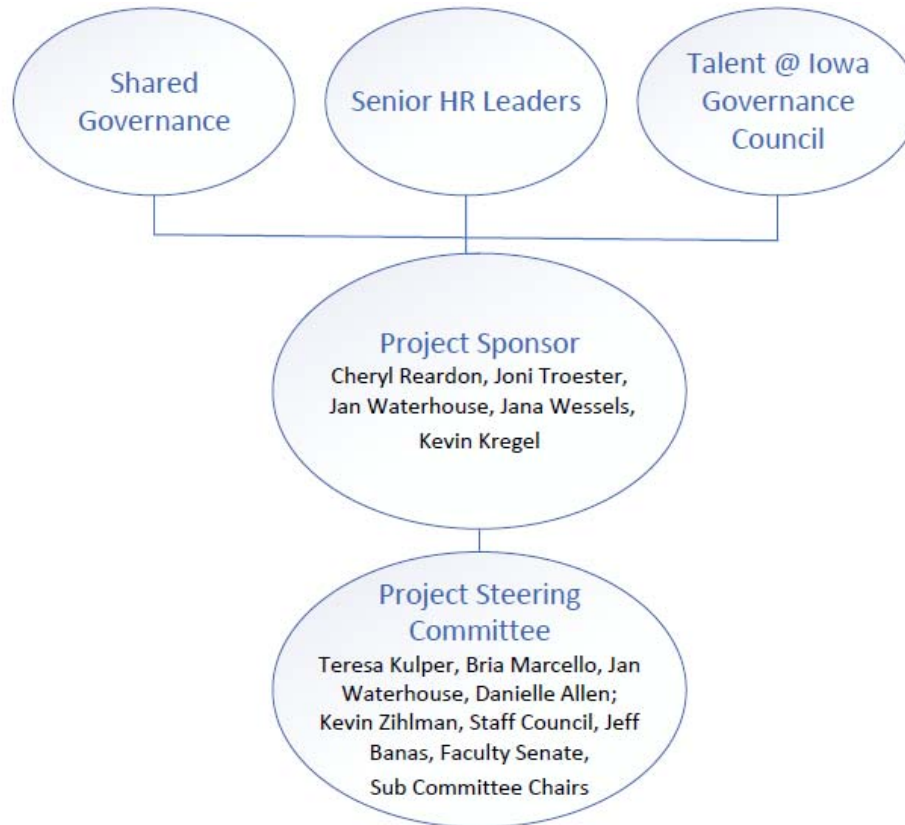 Shared
Governance
Senior HR Leaders
Talent @ Iowa
Governance
Council
Project Sponsor
Cheryl Reardon, Joni Troester,
Jan Waterhouse, Jana Wessels,
Kevin Kregel
Project Steering
Committee
Teresa Kulper, Bria Marcello, Jan
Waterhouse, Danielle Allen;
Kevin Zihlman, Staff Council, Jeff
Banas, Faculty Senate,
Sub Committee Chairs